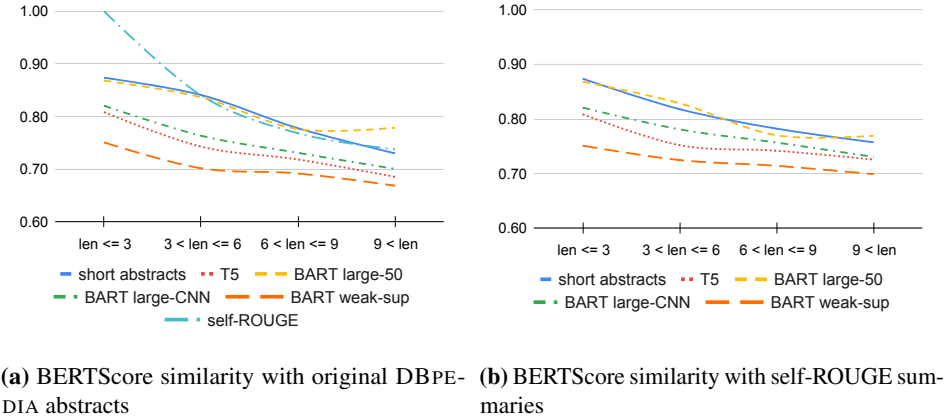 1.00
0.90
0.80
0.70
0.60
len <= 3 3 < len <= 6 6 < len <= 9 9 < len
short abstracts T5 BART large-50
BART large-CNN BART weak-sup
self-ROUGE
(a) BERTScore similarity with original DBPE-
DIA abstracts
1.00
0.90
0.80
0.70
0.60
len <= 3 3 < len <= 6 6 < len <= 9 9 < len
short abstracts T5 BART large-50
BART large-CNN BART weak-sup
(b) BERTScore similarity with self-ROUGE sum-
maries